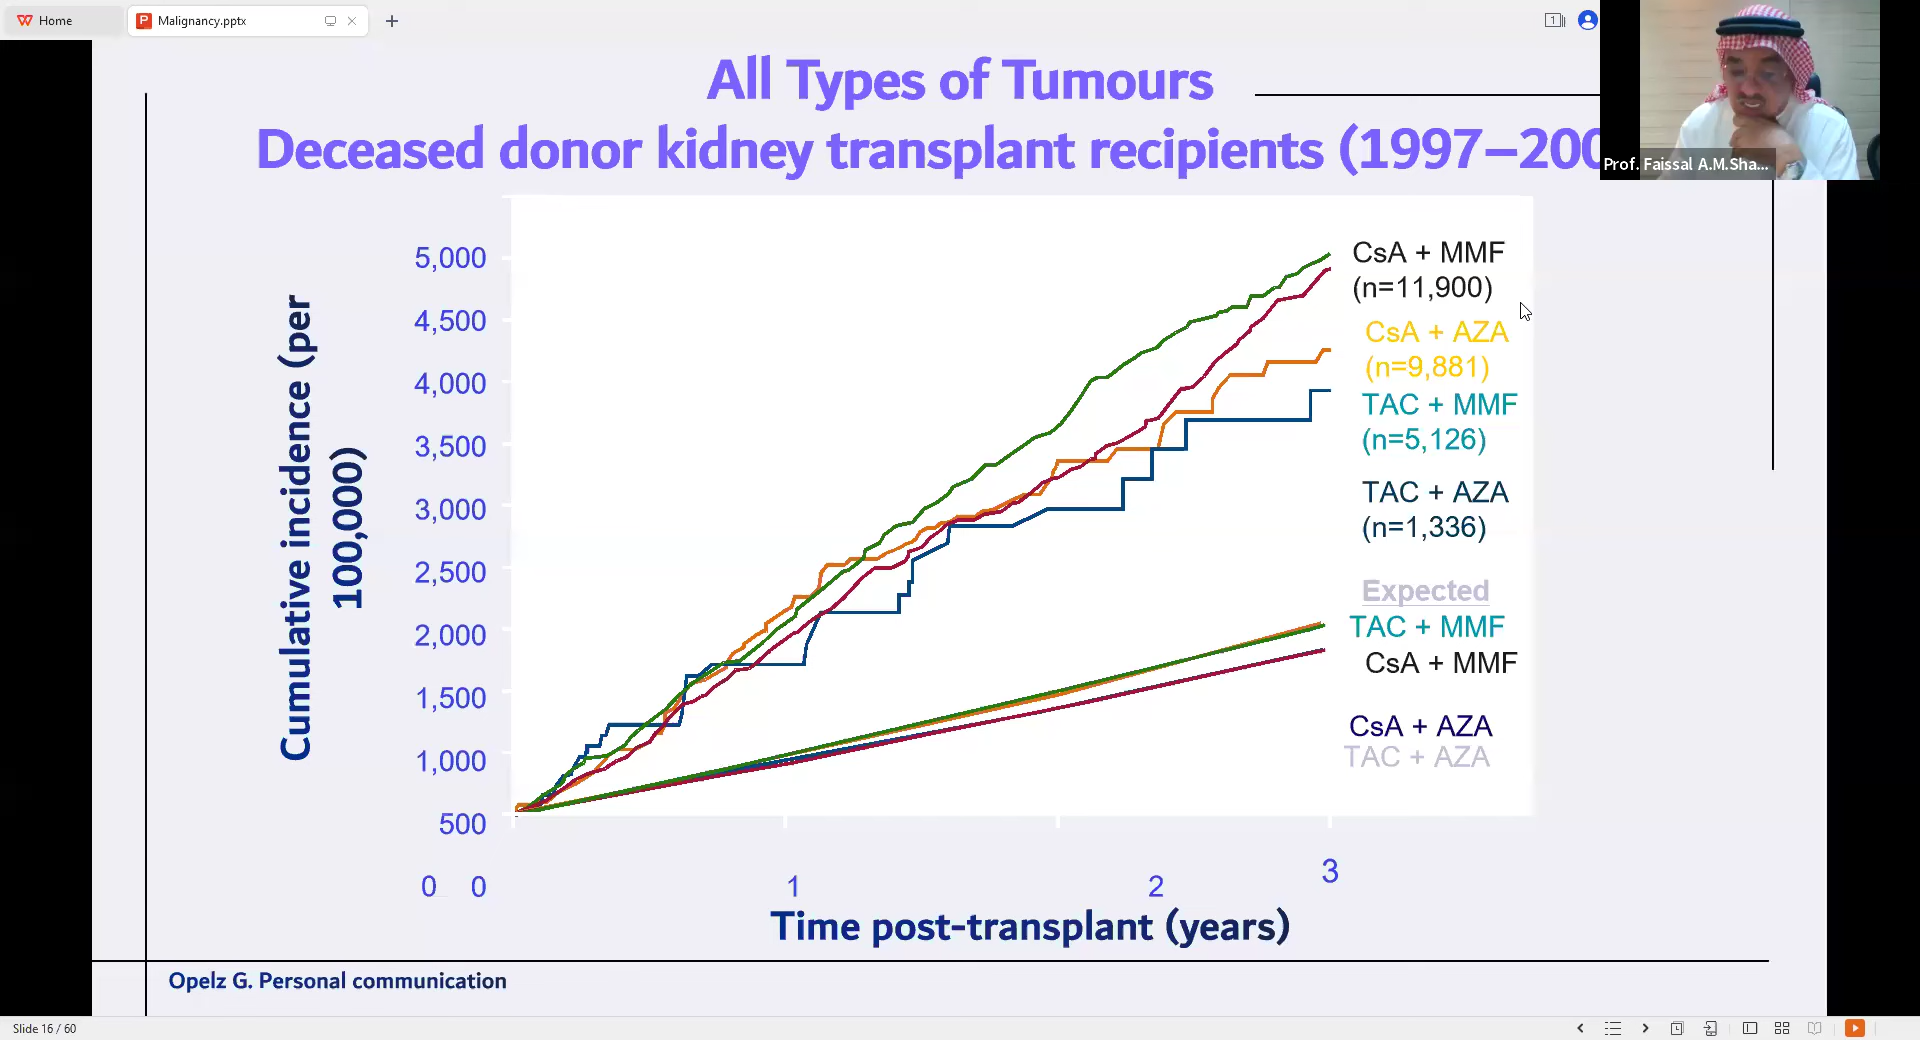 Home
Malignancy.pptx
All Types of Tumours
Deceased donor kidney transplant recipients (1997–200
Prof. Faissal A.M.Sha...
Cumulative incidence (per
100,000)
5,000
4,500
4,000
3,500
3,000
2,500
2,000
1,500
1,000
500
0
CsA + MMF
(n=11,900)
CsA + AZA
(n=9,881)
TAC + MMF
(n=5,126)
TAC + AZA
(n=1,336)
Expected
TAC + MMF
CsA + MMF
CsA + AZA
TAC + AZA
0 1 2 3
Time post-transplant (years)
Opelz G. Personal communication
Slide 16 / 60